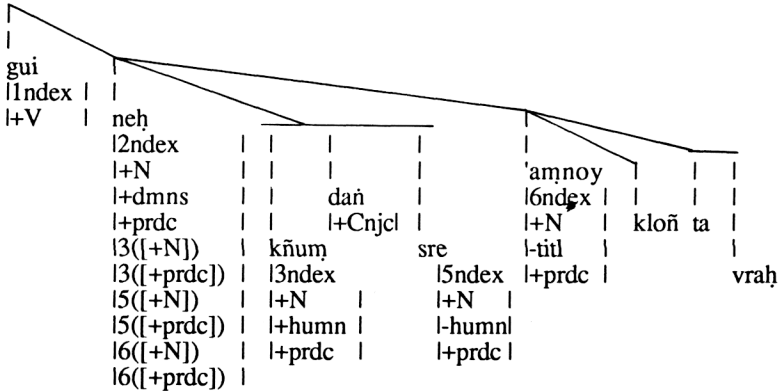 gui
1ndex
+V
neḥ
2ndex
+N
+dmns
+prdc
3([+N])
3([+prdc])
5([+N])
5([+prdc])
6([+N])
6([+prdc])
kñuṃ
3ndex
+N
+humn
+prdc
daṅ
+Cnjc
sre
5ndex
+N
-humn
+prdc
'aṃnoy
6ndex
+N
-titl
+prdc
kloñ
ta
vraḥ